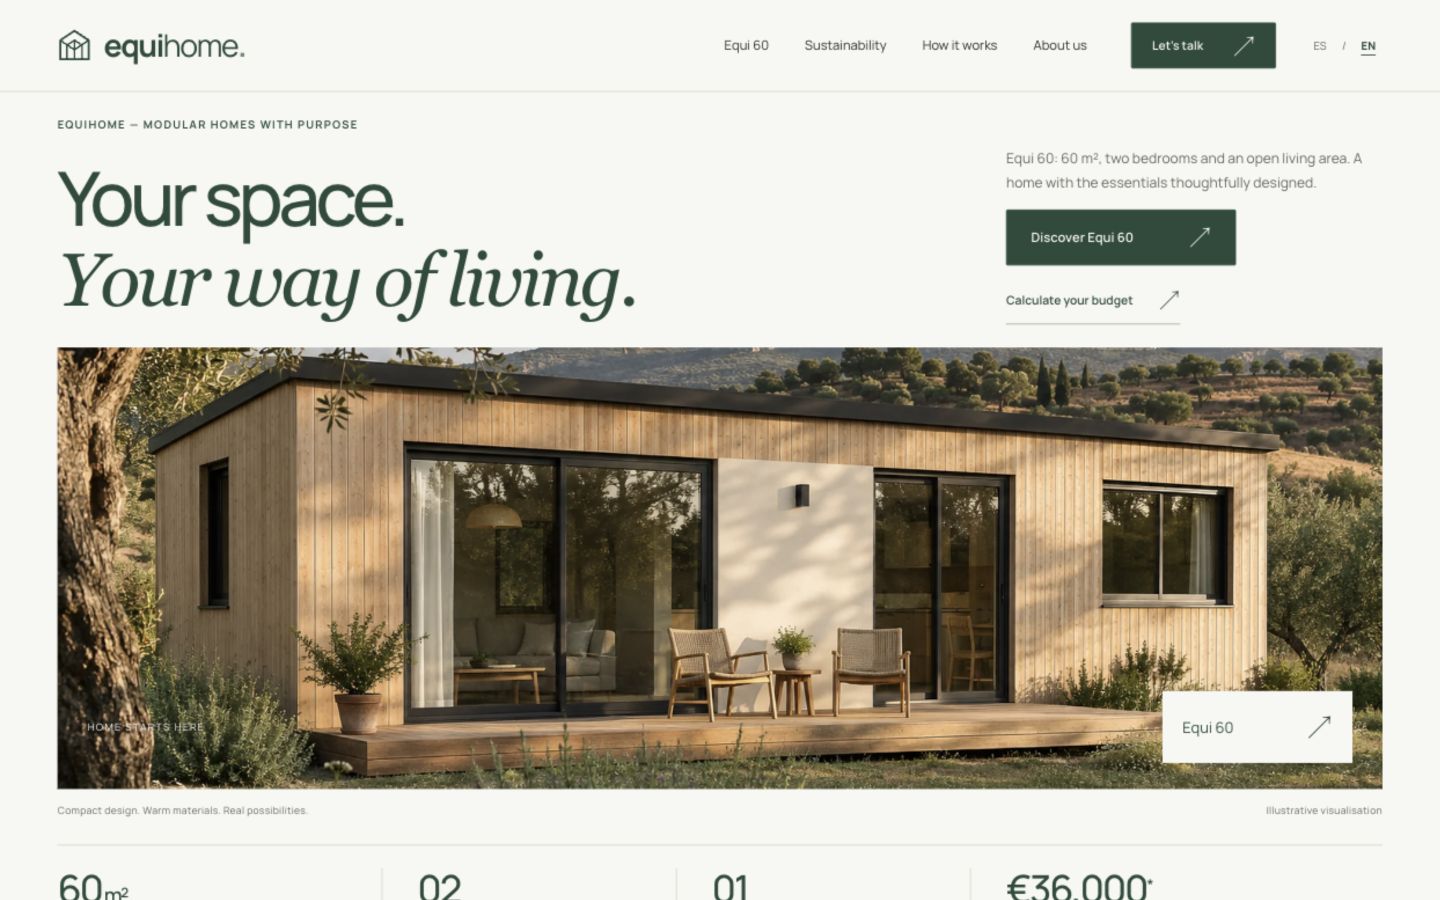 equihome.
Equi 60
Sustainability
How it works
About us
Let's talk
ES / EN
EQUIHOME — MODULAR HOMES WITH PURPOSE
Your space.
Your way of living.
Equi 60: 60 m², two bedrooms and an open living area. A
home with the essentials thoughtfully designed.
Discover Equi 60
Calculate your budget
HOME STARTS HERE
Equi 60
Compact design. Warm materials. Real possibilities.
Illustrative visualisation
60 m²
02
01
€36,000*